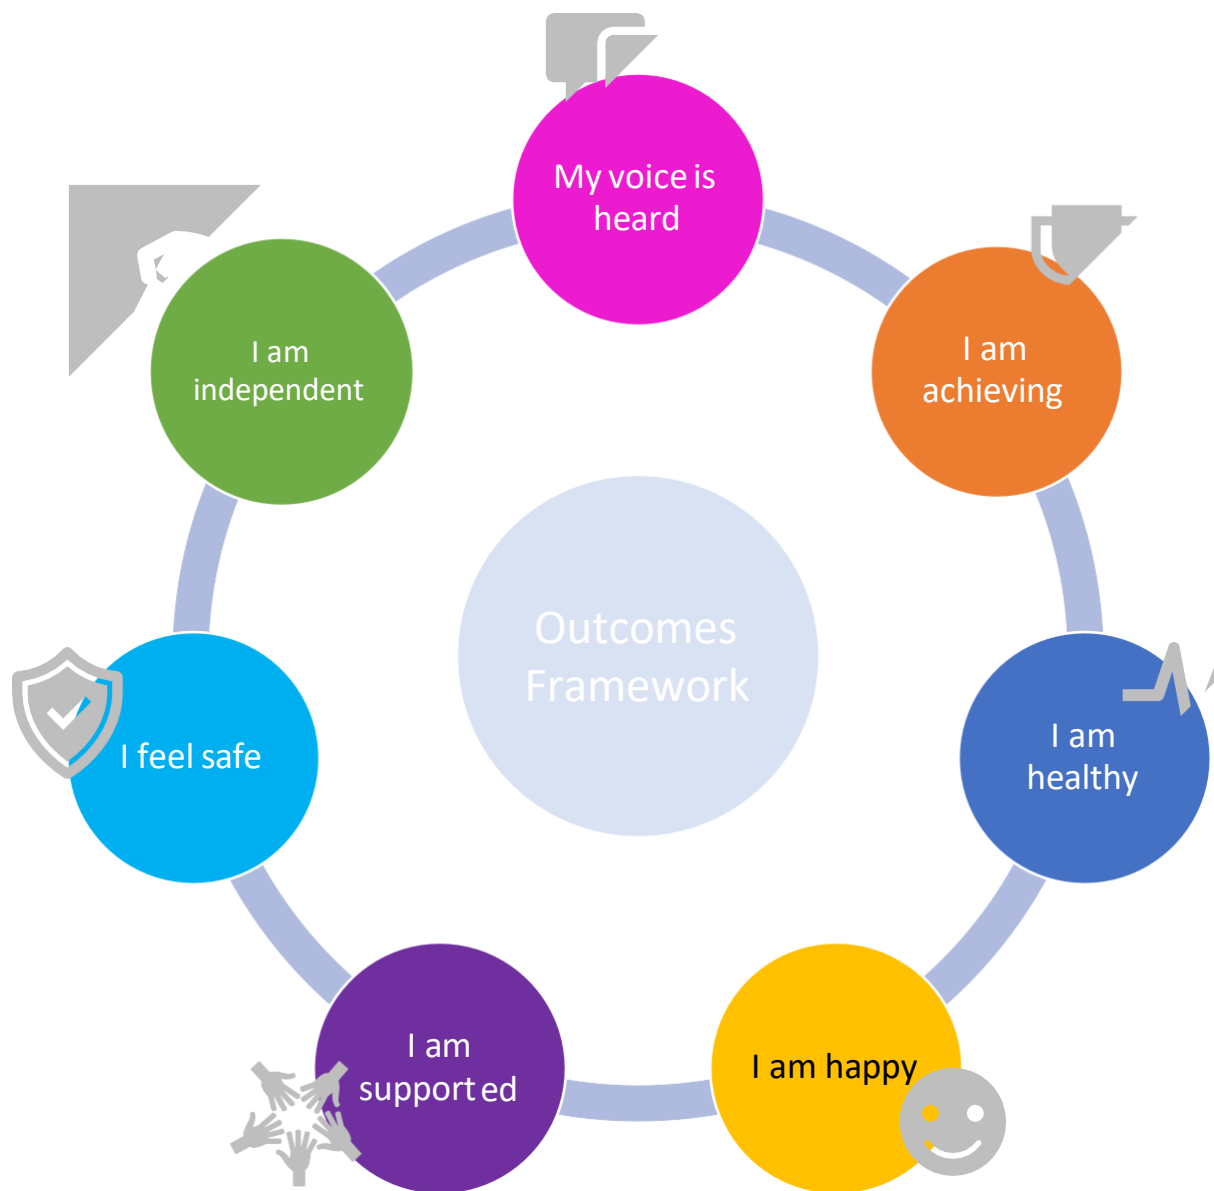 My voice is
heard
I am
achieving
I am
healthy
I am happy
I am
supported
I feel safe
I am
independent
Outcomes
Framework